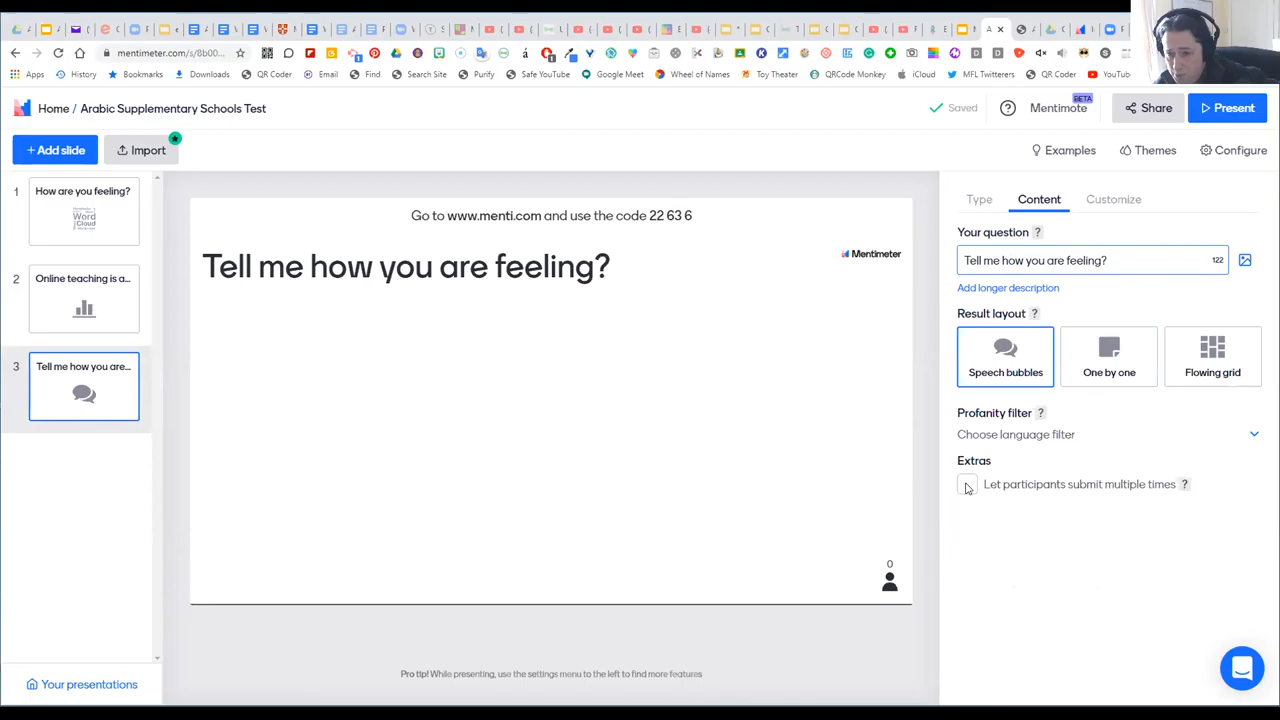 mentimeter.com/s/8b00...
Apps
History
Bookmarks
Downloads
QR Coder
Email
Find
Search Site
Purify
Safe YouTube
Google Meet
Wheel of Names
Toy Theater
QRCode Monkey
iCloud
MFL Twitterers
QR Coder
YouTub
Home / Arabic Supplementary Schools Test
Saved
Mentimote
BETA
Share
Present
+ Add slide
Import
Examples
Themes
Configure
1
How are you feeling?
Word
Cloud
2
Online teaching is a...
3
Tell me how you are...
Go to www.menti.com and use the code 22 63 6
Tell me how you are feeling?
Mentimeter
0
Pro tip! While presenting, use the settings menu to the left to find more features
Your presentations
Type
Content
Customize
Your question ?
Tell me how you are feeling?
122
Add longer description
Result layout ?
Speech bubbles
One by one
Flowing grid
Profanity filter ?
Choose language filter
Extras
Let participants submit multiple times ?